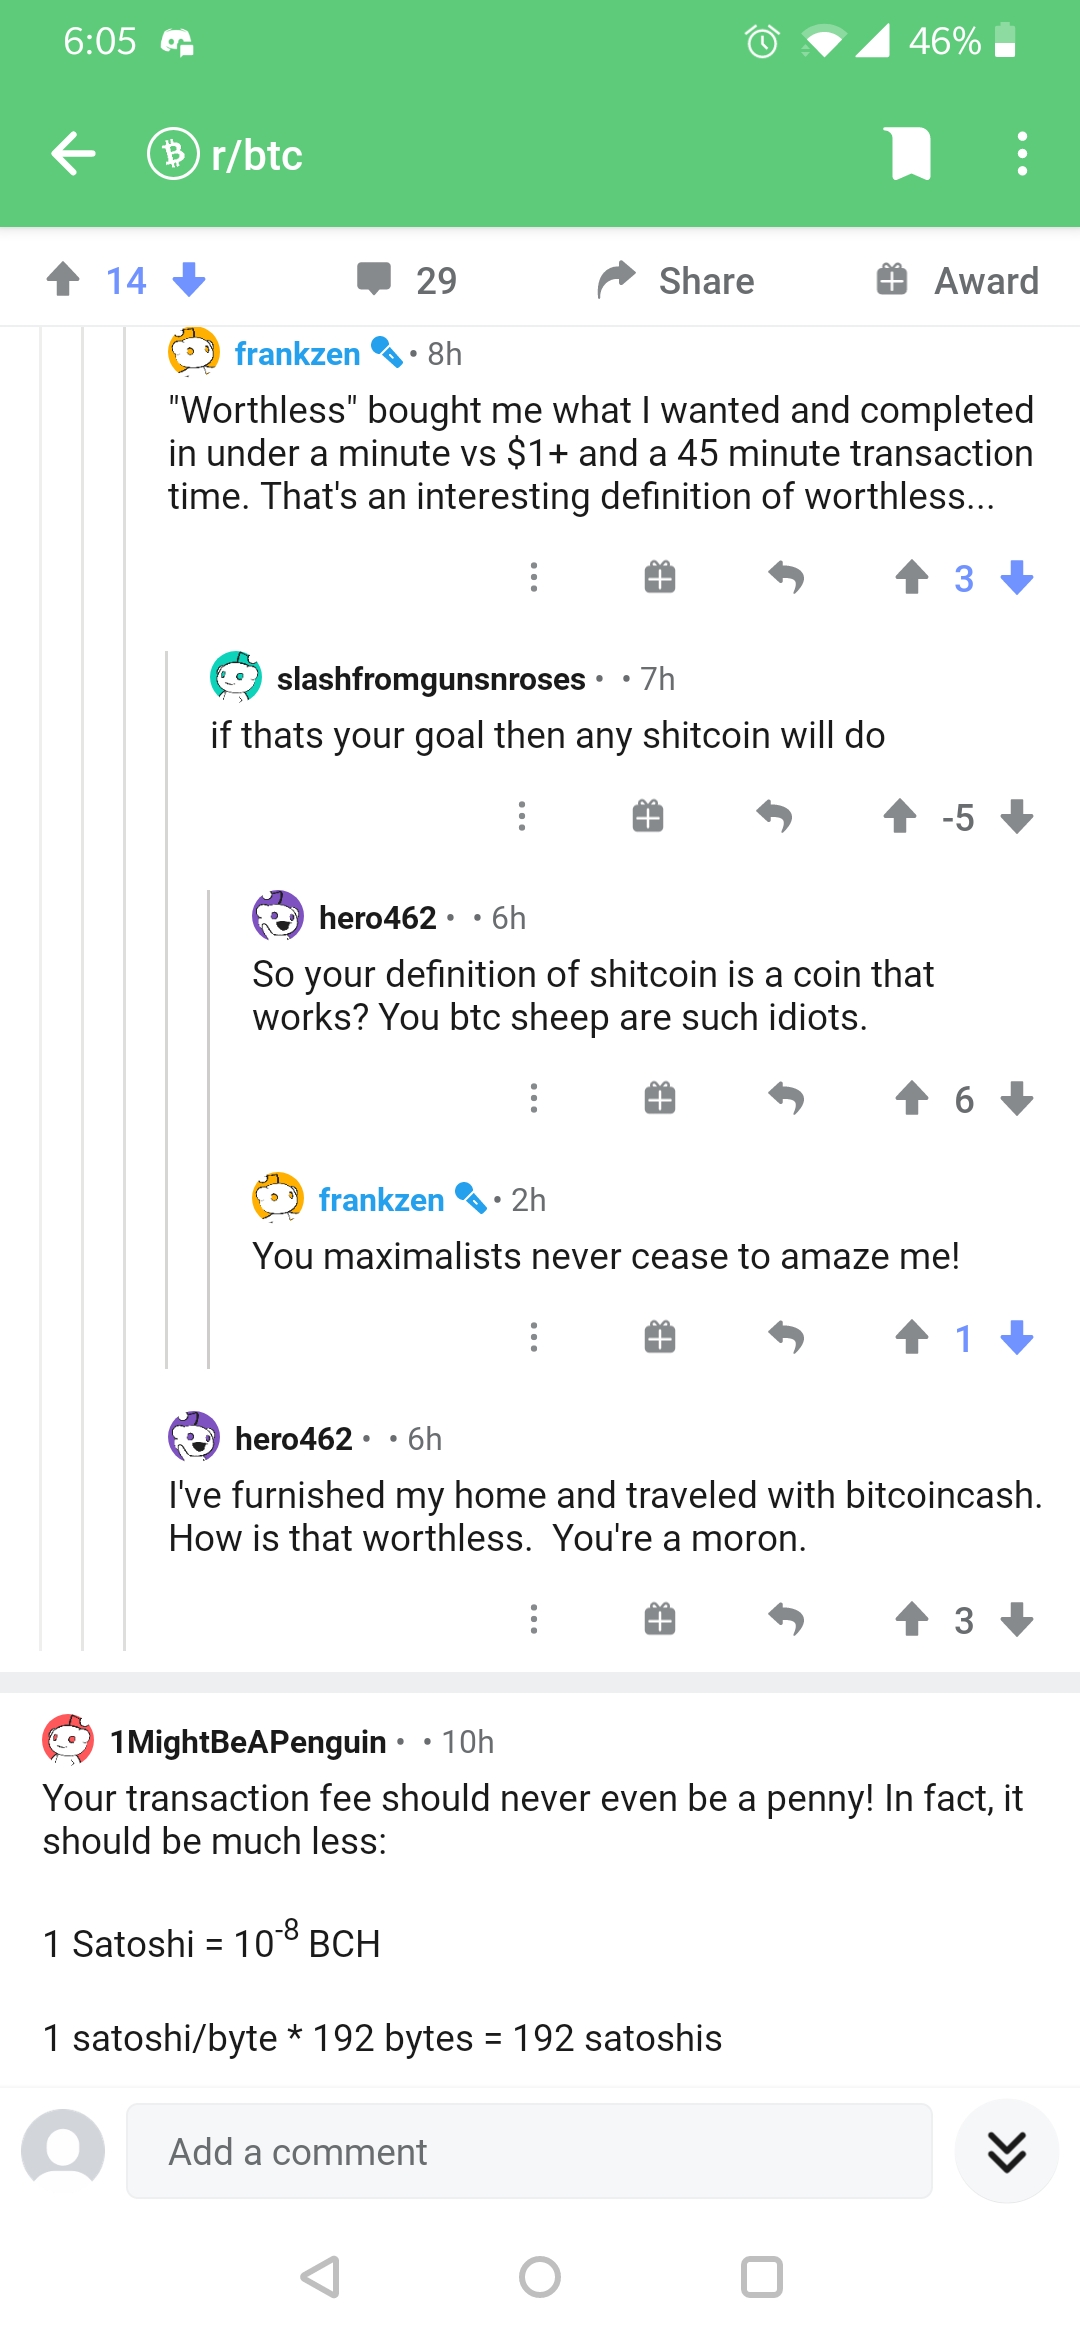 6:05 46%
r/btc
14 29 Share Award
frankzen • 8h
"Worthless" bought me what I wanted and completed
in under a minute vs $1+ and a 45 minute transaction
time. That's an interesting definition of worthless...
3
slashfromgunsnroses • • 7h
if thats your goal then any shitcoin will do
-5
hero462 • • 6h
So your definition of shitcoin is a coin that
works? You btc sheep are such idiots.
6
frankzen • 2h
You maximalists never cease to amaze me!
1
hero462 • • 6h
I've furnished my home and traveled with bitcoincash.
How is that worthless.  You're a moron.
3
1MightBeAPenguin • • 10h
Your transaction fee should never even be a penny! In fact, it
should be much less:
1 Satoshi = 10⁻⁸ BCH
1 satoshi/byte * 192 bytes = 192 satoshis
Add a comment